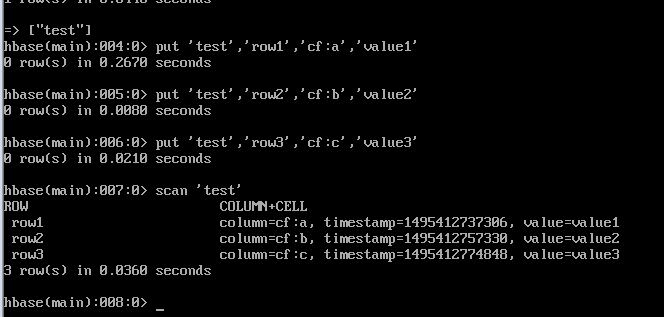 => ["test"]
hbase(main):004:0> put 'test','row1','cf:a','value1'
0 row(s) in 0.2670 seconds
hbase(main):005:0> put 'test','row2','cf:b','value2'
0 row(s) in 0.0080 seconds
hbase(main):006:0> put 'test','row3','cf:c','value3'
0 row(s) in 0.0210 seconds
hbase(main):007:0> scan 'test'
ROW COLUMN+CELL
row1 column=cf:a, timestamp=1495412737306, value=value1
row2 column=cf:b, timestamp=1495412757330, value=value2
row3 column=cf:c, timestamp=1495412774848, value=value3
3 row(s) in 0.0360 seconds
hbase(main):008:0> _